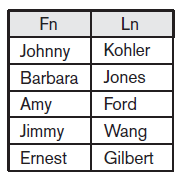 Fn Ln
Johnny Kohler
Barbara Jones
Amy Ford
Jimmy Wang
Ernest Gilbert